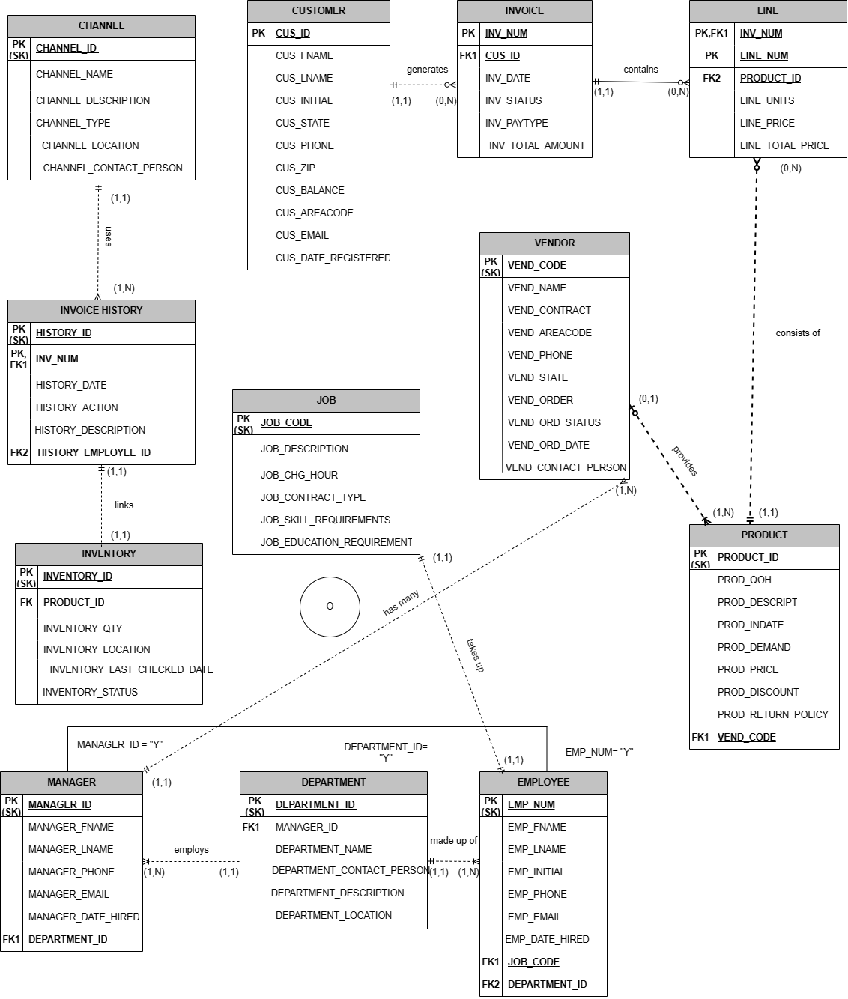 CHANNEL
PK
(SK)
CHANNEL_ID
CHANNEL_NAME
CHANNEL_DESCRIPTION
CHANNEL_TYPE
CHANNEL_LOCATION
CHANNEL_CONTACT_PERSON
(1,1)
uses
(1,N)
CUSTOMER
PK CUS_ID
CUS_FNAME
CUS_LNAME
CUS_INITIAL
CUS_STATE
CUS_PHONE
CUS_ZIP
CUS_BALANCE
CUS_AREACODE
CUS_EMAIL
CUS_DATE_REGISTERED
generates
(1,1) (0,N)
INVOICE
PK INV_NUM
FK1 CUS_ID
INV_DATE
INV_STATUS
INV_PAYTYPE
INV_TOTAL_AMOUNT
contains
(1,1) (0,N)
LINE
PK,FK1 INV_NUM
PK LINE_NUM
FK2 PRODUCT_ID
LINE_UNITS
LINE_PRICE
LINE_TOTAL_PRICE
(0,N)
consists of
(1,1)
VENDOR
PK
(SK)
VEND_CODE
VEND_NAME
VEND_CONTRACT
VEND_AREACODE
VEND_PHONE
VEND_STATE
VEND_ORDER
VEND_ORD_STATUS
VEND_ORD_DATE
VEND_CONTACT_PERSON
(0,1)
provides
(1,N)
(1,N)
INVOICE HISTORY
PK
(SK)
HISTORY_ID
PK,
FK1
INV_NUM
HISTORY_DATE
HISTORY_ACTION
HISTORY_DESCRIPTION
FK2 HISTORY_EMPLOYEE_ID
(1,1)
links
(1,1)
JOB
PK
(SK)
JOB_CODE
JOB_DESCRIPTION
JOB_CHG_HOUR
JOB_CONTRACT_TYPE
JOB_SKILL_REQUIREMENTS
JOB_EDUCATION_REQUIREMENT
(1,1)
O
has many
takes up
INVENTORY
PK
(SK)
INVENTORY_ID
FK PRODUCT_ID
INVENTORY_QTY
INVENTORY_LOCATION
INVENTORY_LAST_CHECKED_DATE
INVENTORY_STATUS
PRODUCT
PK
(SK)
PRODUCT_ID
PROD_QOH
PROD_DESCRIPT
PROD_INDATE
PROD_DEMAND
PROD_PRICE
PROD_DISCOUNT
PROD_RETURN_POLICY
FK1 VEND_CODE
MANAGER_ID = "Y"
DEPARTMENT_ID=
"Y"
EMP_NUM= "Y"
(1,1)
(1,1)
MANAGER
PK
(SK)
MANAGER_ID
MANAGER_FNAME
MANAGER_LNAME
MANAGER_PHONE
MANAGER_EMAIL
MANAGER_DATE_HIRED
FK1 DEPARTMENT_ID
employs
(1,N) (1,1)
DEPARTMENT
PK
(SK)
DEPARTMENT_ID
FK1 MANAGER_ID
DEPARTMENT_NAME
DEPARTMENT_CONTACT_PERSON
DEPARTMENT_DESCRIPTION
DEPARTMENT_LOCATION
made up of
(1,1) (1,N)
EMPLOYEE
PK
(SK)
EMP_NUM
EMP_FNAME
EMP_LNAME
EMP_INITIAL
EMP_PHONE
EMP_EMAIL
EMP_DATE_HIRED
FK1 JOB_CODE
FK2 DEPARTMENT_ID